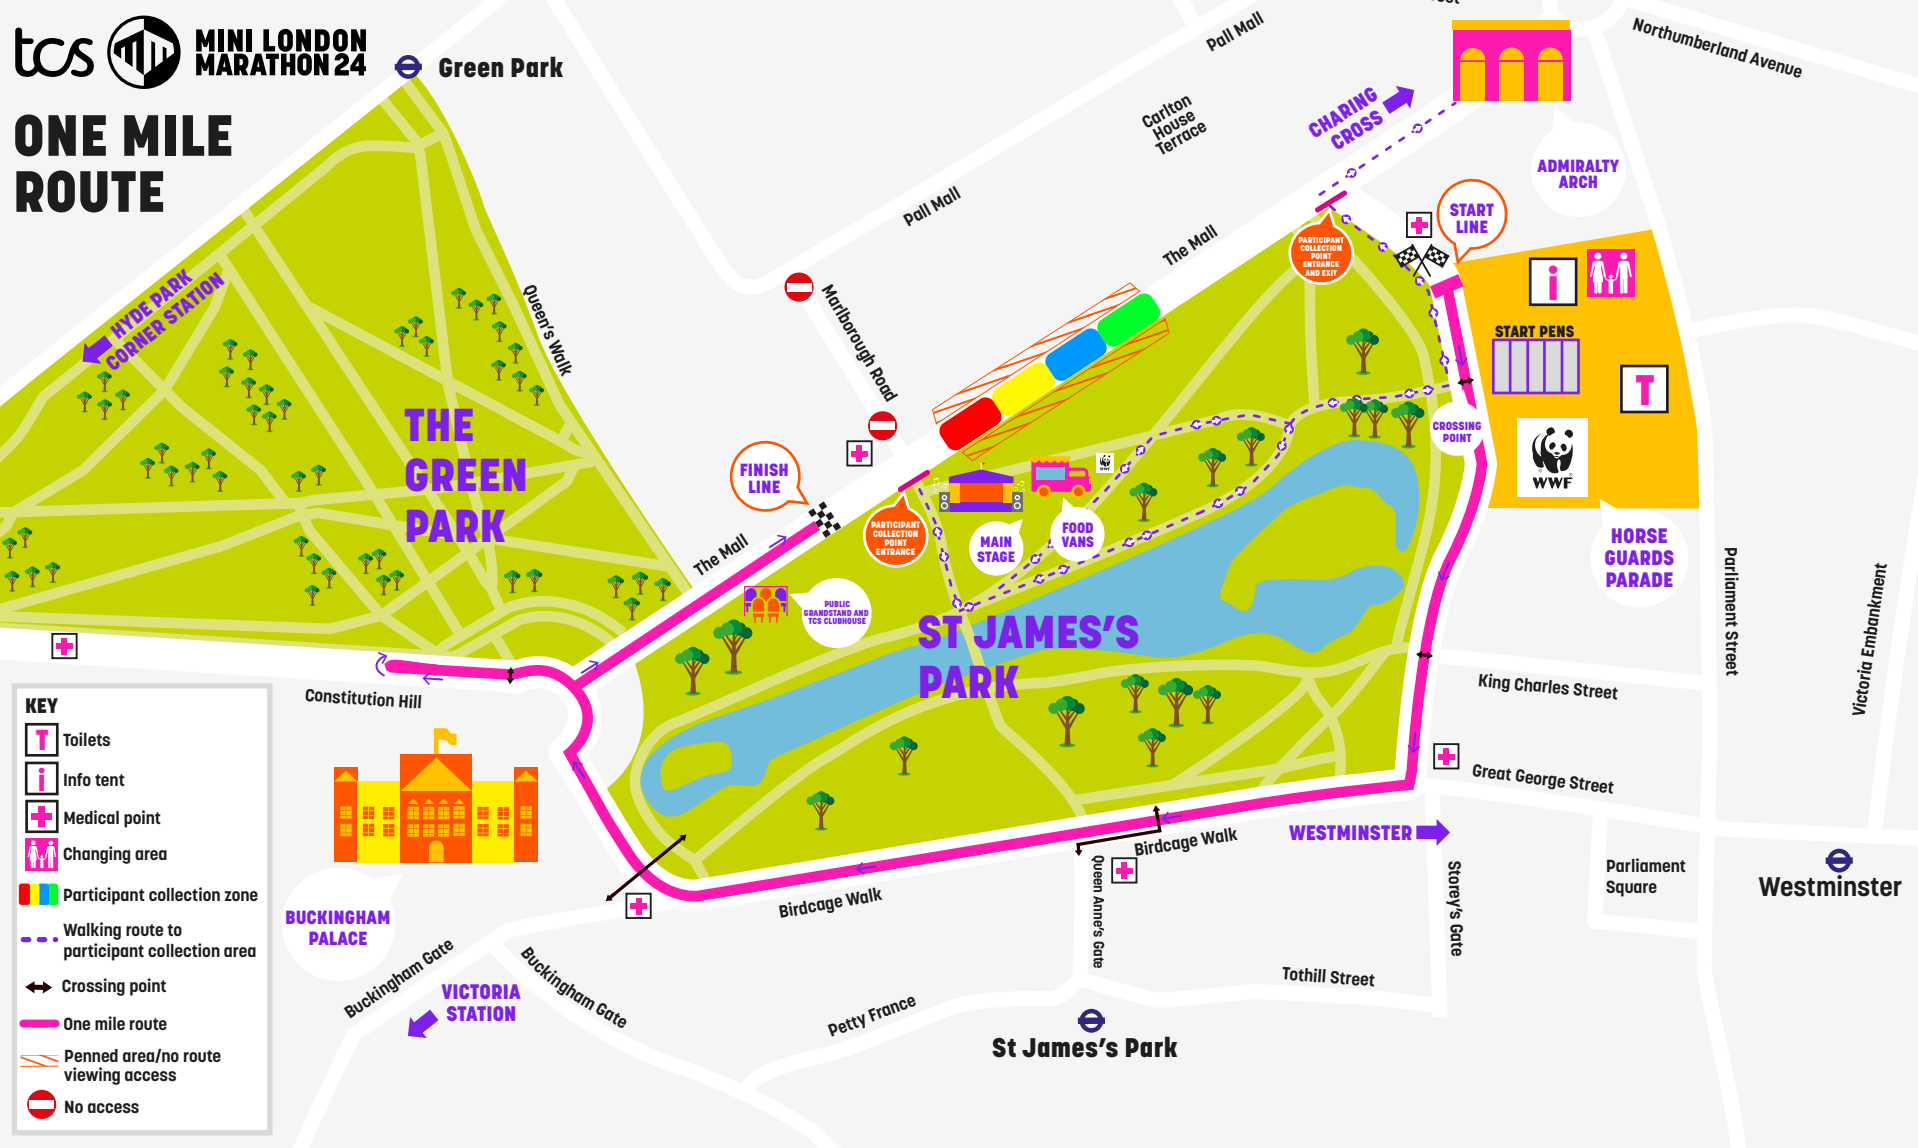 tcs
MINI LONDON
MARATHON 24
ONE MILE
ROUTE
Green Park
HYDE PARK
CORNER STATION
Queen's Walk
THE
GREEN
PARK
Pall Mall
Pall Mall
Carlton
House
Terrace
CHARING
CROSS
Northumberland Avenue
ADMIRALTY
ARCH
START
LINE
The Mall
PARTICIPANT
COLLECTION
POINT
ENTRANCE
AND EXIT
Marlborough Road
i
START PENS
T
CROSSING
POINT
WWF
HORSE
GUARDS
PARADE
FINISH
LINE
The Mall
PARTICIPANT
COLLECTION
POINT
ENTRANCE
MAIN
STAGE
FOOD
VANS
WWF
PUBLIC
GRANDSTAND AND
TCS CLUBHOUSE
ST JAMES'S
PARK
Parliament Street
Victoria Embankment
King Charles Street
Great George Street
WESTMINSTER
Parliament
Square
Westminster
Constitution Hill
BUCKINGHAM
PALACE
Birdcage Walk
Birdcage Walk
Queen Anne's Gate
Storey's Gate
Tothill Street
Petty France
St James's Park
Buckingham Gate
Buckingham Gate
VICTORIA
STATION
KEY
T Toilets
i Info tent
Medical point
Changing area
Participant collection zone
Walking route to
participant collection area
Crossing point
One mile route
Penned area/no route
viewing access
No access